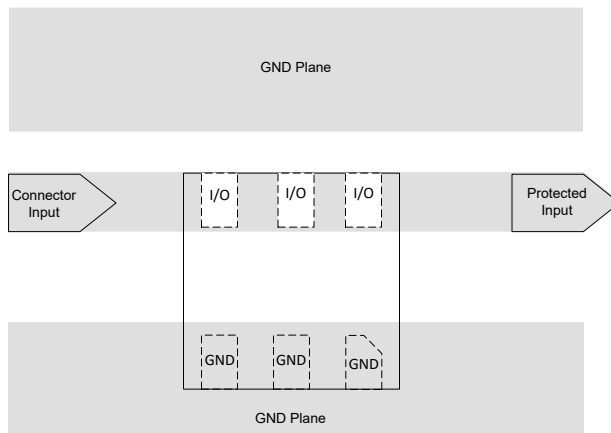 GND Plane
I/O
I/O
I/O
Connector
Input
Protected
Input
GND
GND
GND
GND Plane